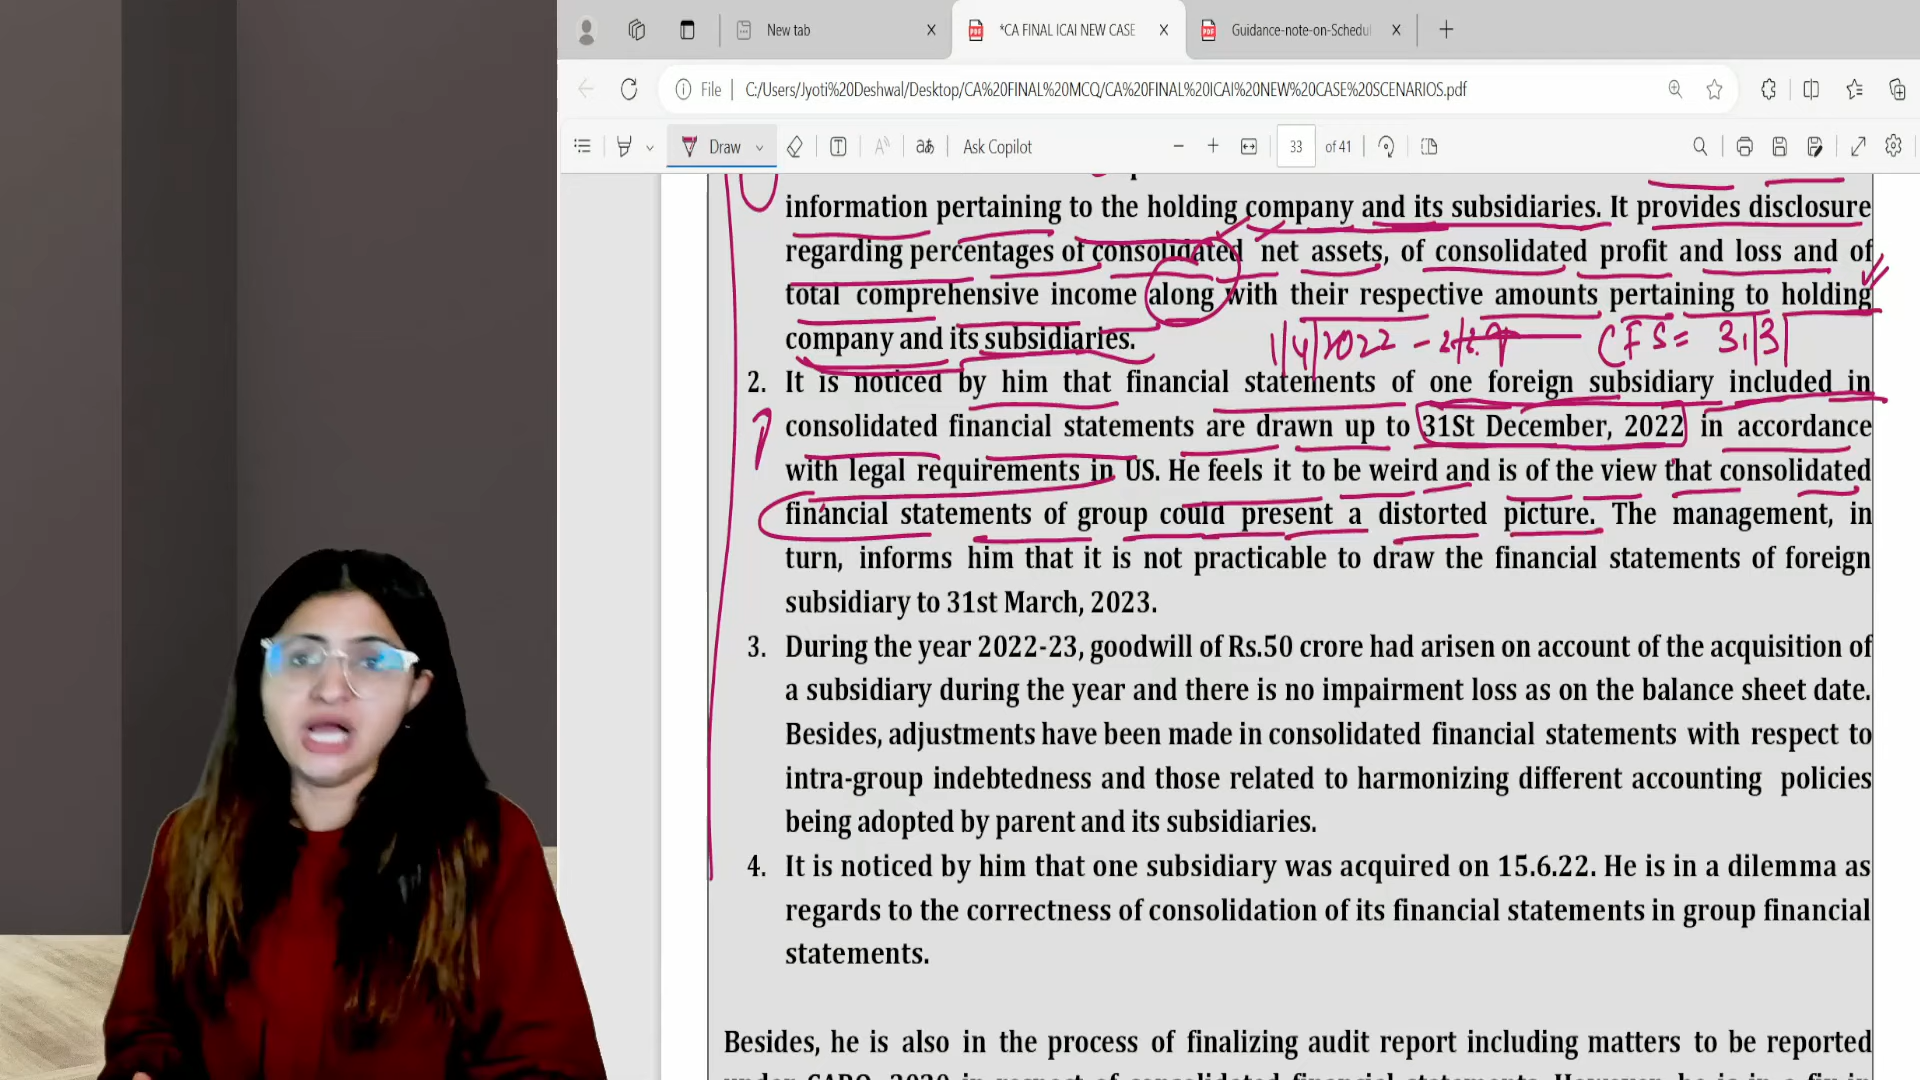 New tab
*CA FINAL ICAI NEW CASE
Guidance-note-on-Schedul
File
C:/Users/Jyoti%20Deshwal/Desktop/CA%20FINAL%20MCQ/CA%20FINAL%20ICAI%20NEW%20CASE%20SCENARIOS.pdf
Draw
Ask Copilot
33 of 41
information pertaining to the holding company and its subsidiaries. It provides disclosure
regarding percentages of consolidated net assets, of consolidated profit and loss and of
total comprehensive income along with their respective amounts pertaining to holding
company and its subsidiaries.
1/4/2022 -
CFS = 31/3/
2. It is noticed by him that financial statements of one foreign subsidiary included in
consolidated financial statements are drawn up to 31St December, 2022 in accordance
with legal requirements in US. He feels it to be weird and is of the view that consolidated
financial statements of group could present a distorted picture. The management, in
turn, informs him that it is not practicable to draw the financial statements of foreign
subsidiary to 31st March, 2023.
3. During the year 2022-23, goodwill of Rs.50 crore had arisen on account of the acquisition of
a subsidiary during the year and there is no impairment loss as on the balance sheet date.
Besides, adjustments have been made in consolidated financial statements with respect to
intra-group indebtedness and those related to harmonizing different accounting policies
being adopted by parent and its subsidiaries.
4. It is noticed by him that one subsidiary was acquired on 15.6.22. He is in a dilemma as
regards to the correctness of consolidation of its financial statements in group financial
statements.
Besides, he is also in the process of finalizing audit report including matters to be reported